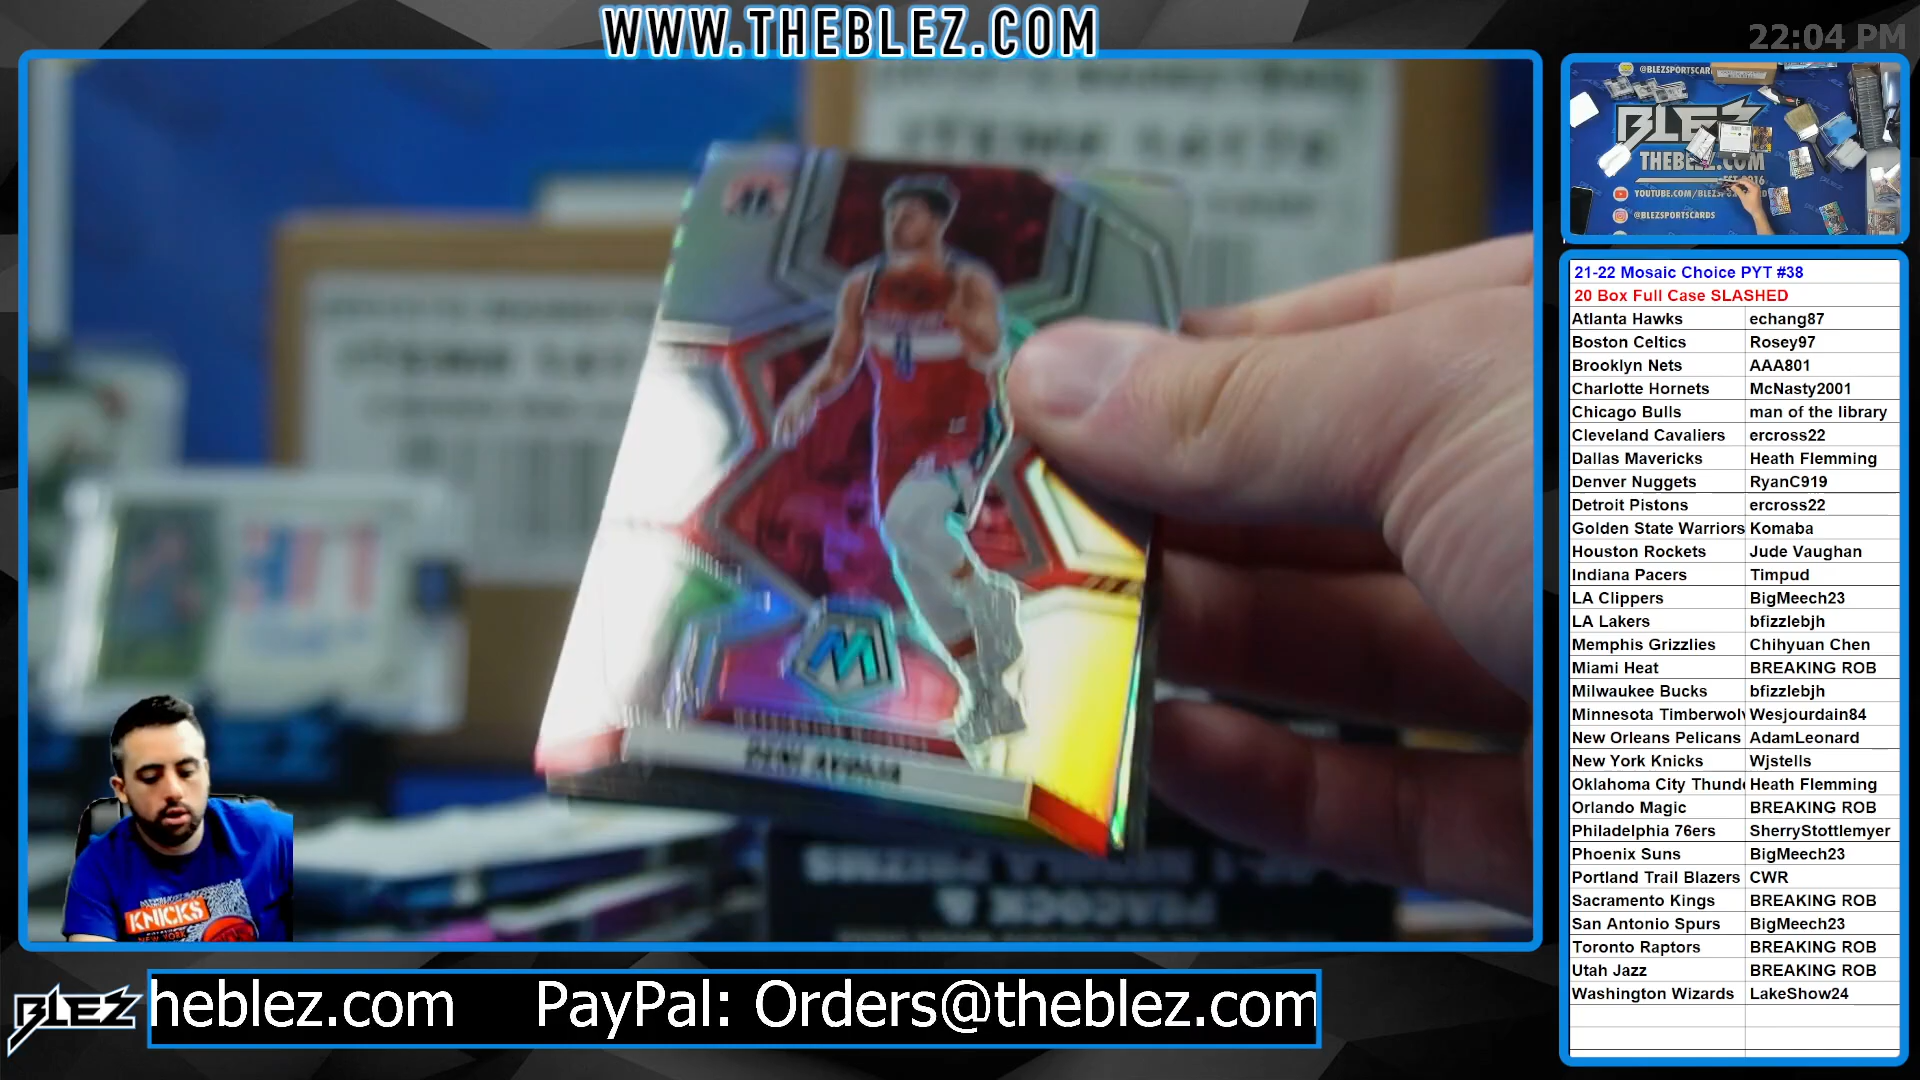 WWW.THEBLEZ.COM
22:04 PM
@BLEZSPORTSCAR
BLEZ
THEBLEZ.COM
@BLEZSPORTSCARDS
21-22 Mosaic Choice PYT #38
20 Box Full Case SLASHED
Atlanta Hawks echang87
Boston Celtics Rosey97
Brooklyn Nets AAA801
Charlotte Hornets McNasty2001
Chicago Bulls man of the library
Cleveland Cavaliers ercross22
Dallas Mavericks Heath Flemming
Denver Nuggets RyanC919
Detroit Pistons ercross22
Golden State Warriors Komaba
Houston Rockets Jude Vaughan
Indiana Pacers Timpud
LA Clippers BigMeech23
LA Lakers bfizzlebjh
Memphis Grizzlies Chihyuan Chen
Miami Heat BREAKING ROB
Milwaukee Bucks bfizzlebjh
Minnesota Timberwolv Wesjourdain84
New Orleans Pelicans AdamLeonard
New York Knicks Wjstells
Oklahoma City Thunde Heath Flemming
Orlando Magic BREAKING ROB
Philadelphia 76ers SherryStottlemyer
Phoenix Suns BigMeech23
Portland Trail Blazers CWR
Sacramento Kings BREAKING ROB
San Antonio Spurs BigMeech23
Toronto Raptors BREAKING ROB
Utah Jazz BREAKING ROB
Washington Wizards LakeShow24
M
KNICKS
NEW YORK
BLEZ
heblez.com PayPal: Orders@theblez.com